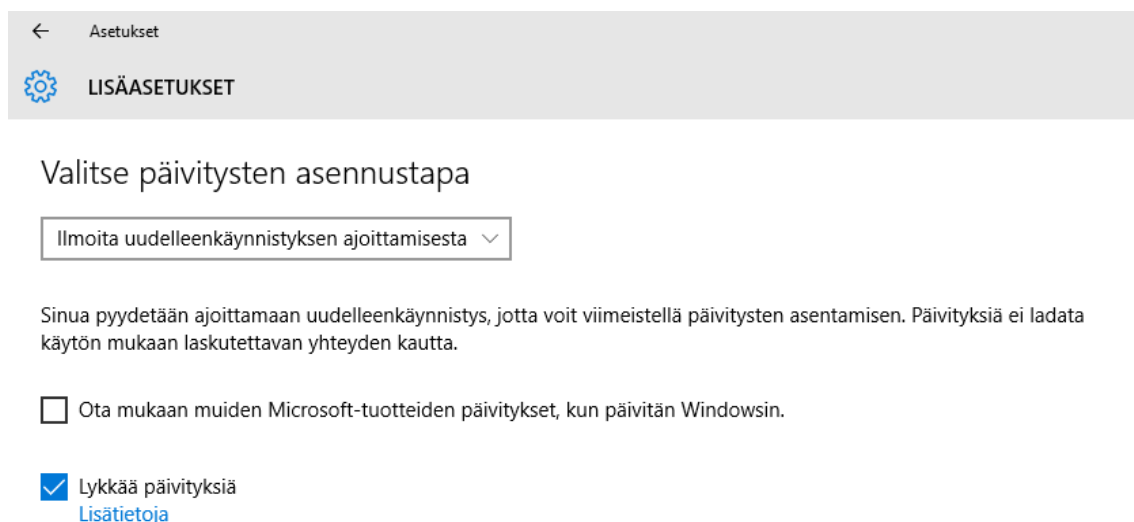 Asetukset
LISÄASETUKSET
Valitse päivitysten asennustapa
Ilmoita uudelleenkäynnistyksen ajoittamisesta
Sinua pyydetään ajoittamaan uudelleenkäynnistys, jotta voit viimeistellä päivitysten asentamisen. Päivityksiä ei ladata
käytön mukaan laskutettavan yhteyden kautta.
Ota mukaan muiden Microsoft-tuotteiden päivitykset, kun päivitän Windowsin.
Lykkää päivityksiä
Lisätietoja